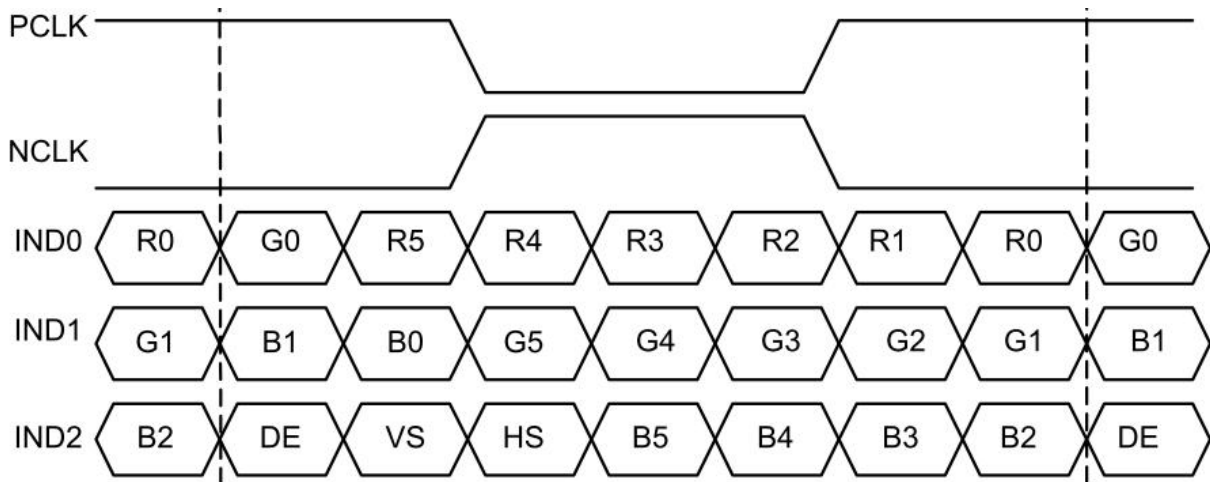 PCLK
NCLK
IND0 R0 G0 R5 R4 R3 R2 R1 R0 G0
IND1 G1 B1 B0 G5 G4 G3 G2 G1 B1
IND2 B2 DE VS HS B5 B4 B3 B2 DE